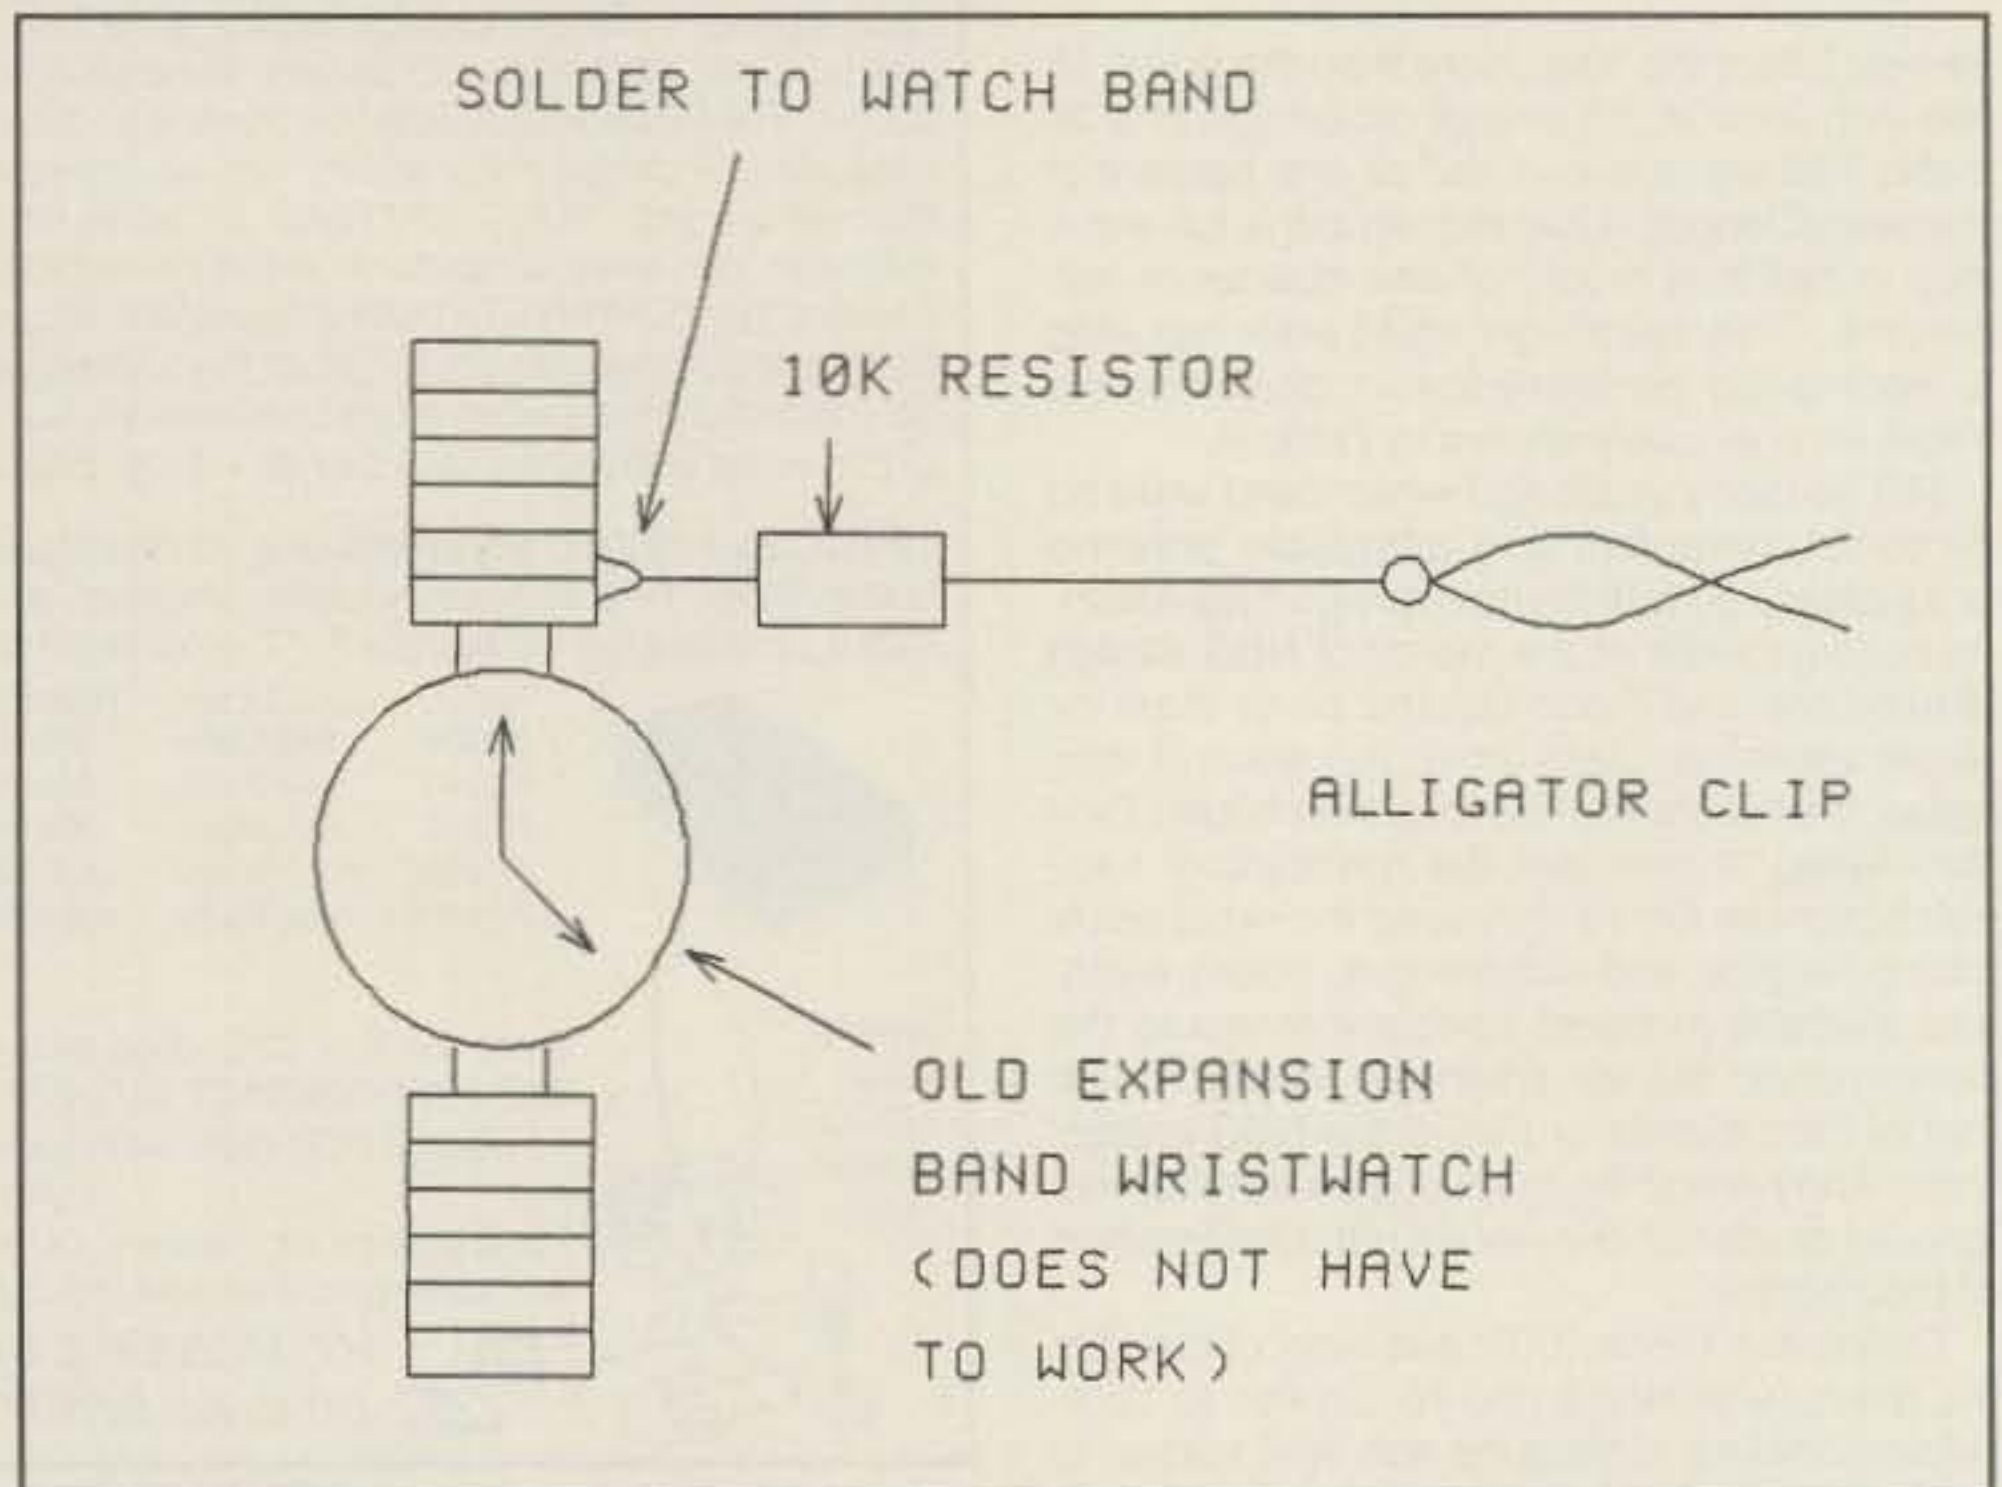 SOLDER TO WATCH BAND
10K RESISTOR
ALLIGATOR CLIP
OLD EXPANSION
BAND WRISTWATCH
(DOES NOT HAVE
TO WORK)